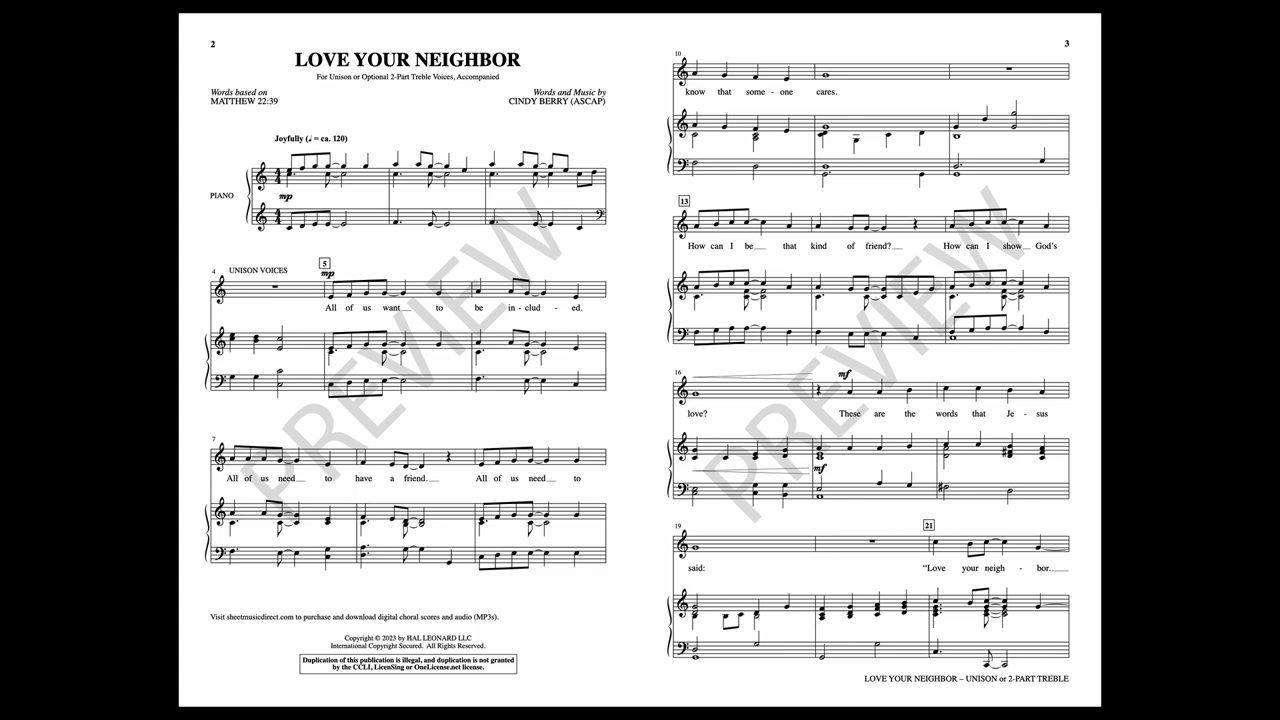 2
LOVE YOUR NEIGHBOR
For Unison or Optional 2-Part Treble Voices, Accompanied
Words based on
MATTHEW 22:39
Words and Music by
CINDY BERRY (ASCAP)
Joyfully (♩ = ca. 120)
PIANO
mp
4
UNISON VOICES
5
mp
All of us want to be in - clud - ed.
7
All of us need to have a friend. All of us need to
Visit sheetmusicdirect.com to purchase and download digital choral scores and audio (MP3s).
Copyright © 2023 by HAL LEONARD LLC
International Copyright Secured. All Rights Reserved.
Duplication of this publication is illegal, and duplication is not granted
by the CCLI, LicenSing or OneLicense.net license.
PREVIEW
3
10
know that some - one cares.
13
How can I be that kind of friend? How can I show God's
16
mf
love? These are the words that Je - sus
mf
19
21
said: "Love your neigh - bor.
LOVE YOUR NEIGHBOR – UNISON or 2-PART TREBLE
PREVIEW